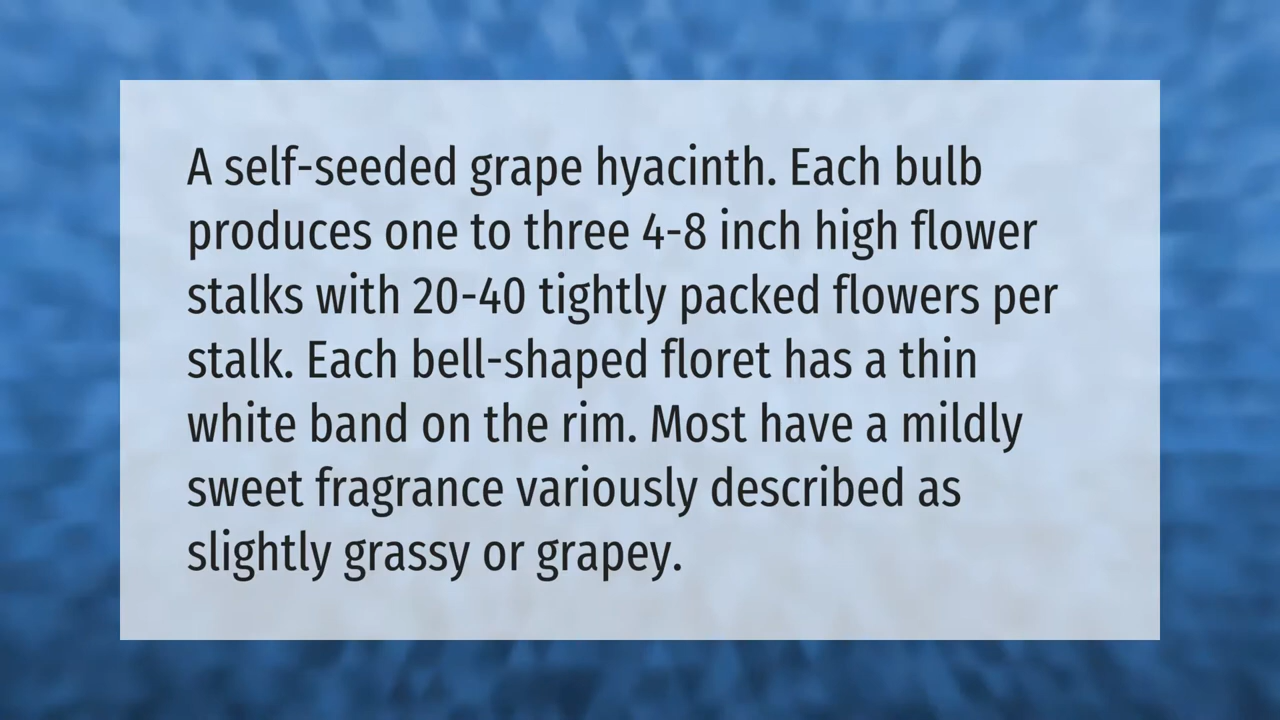 A self-seeded grape hyacinth. Each bulb
produces one to three 4-8 inch high flower
stalks with 20-40 tightly packed flowers per
stalk. Each bell-shaped floret has a thin
white band on the rim. Most have a mildly
sweet fragrance variously described as
slightly grassy or grapey.